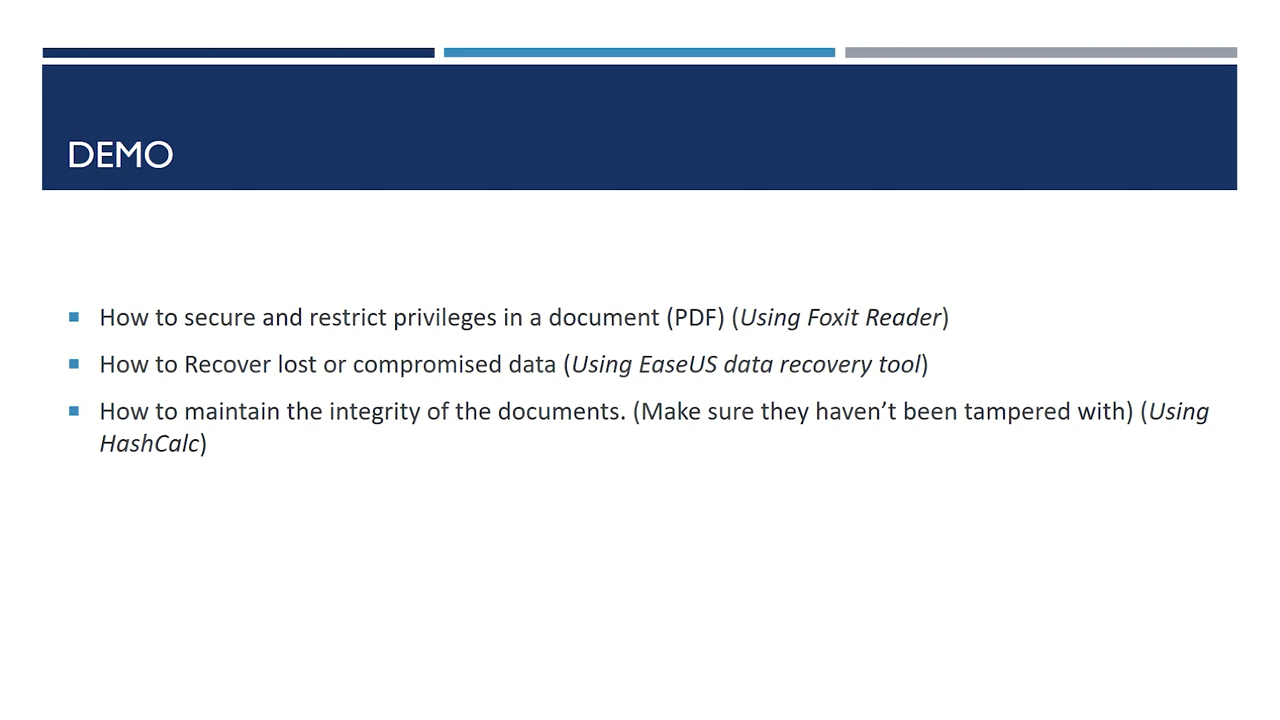 DEMO
How to secure and restrict privileges in a document (PDF) (Using Foxit Reader)
How to Recover lost or compromised data (Using EaseUS data recovery tool)
How to maintain the integrity of the documents. (Make sure they haven’t been tampered with) (Using
HashCalc)